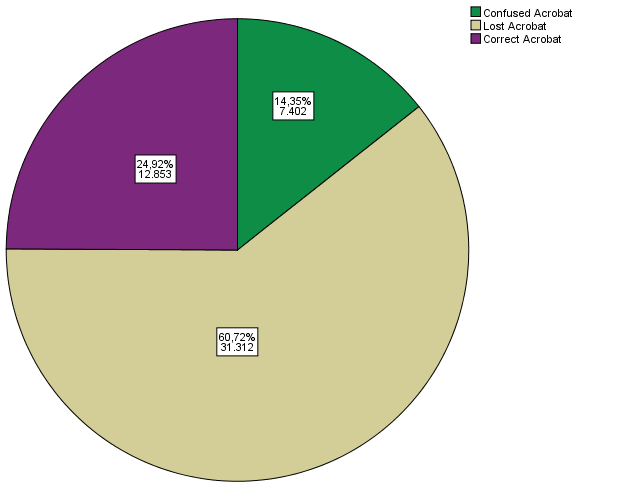 Confused Acrobat
Lost Acrobat
Correct Acrobat
14,35%
7.402
24,92%
12.853
60,72%
31.312